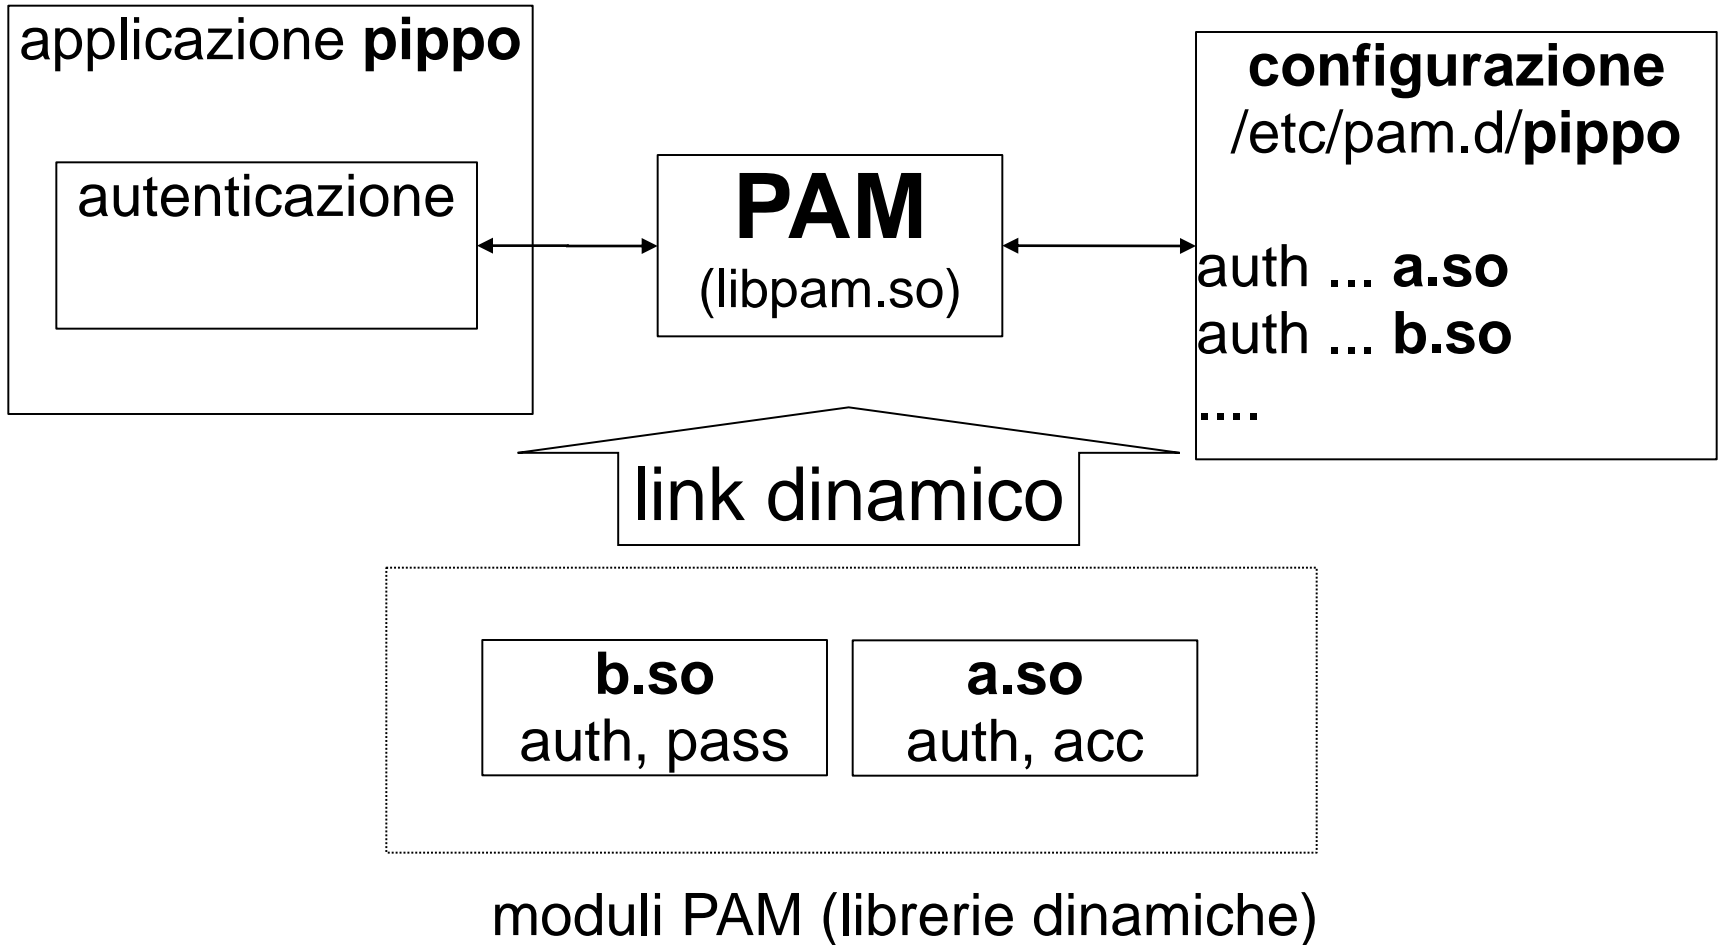 applicazione pippo
autenticazione
PAM
(libpam.so)
configurazione
/etc/pam.d/pippo
auth ... a.so
auth ... b.so
....
link dinamico
b.so
auth, pass
a.so
auth, acc
moduli PAM (librerie dinamiche)